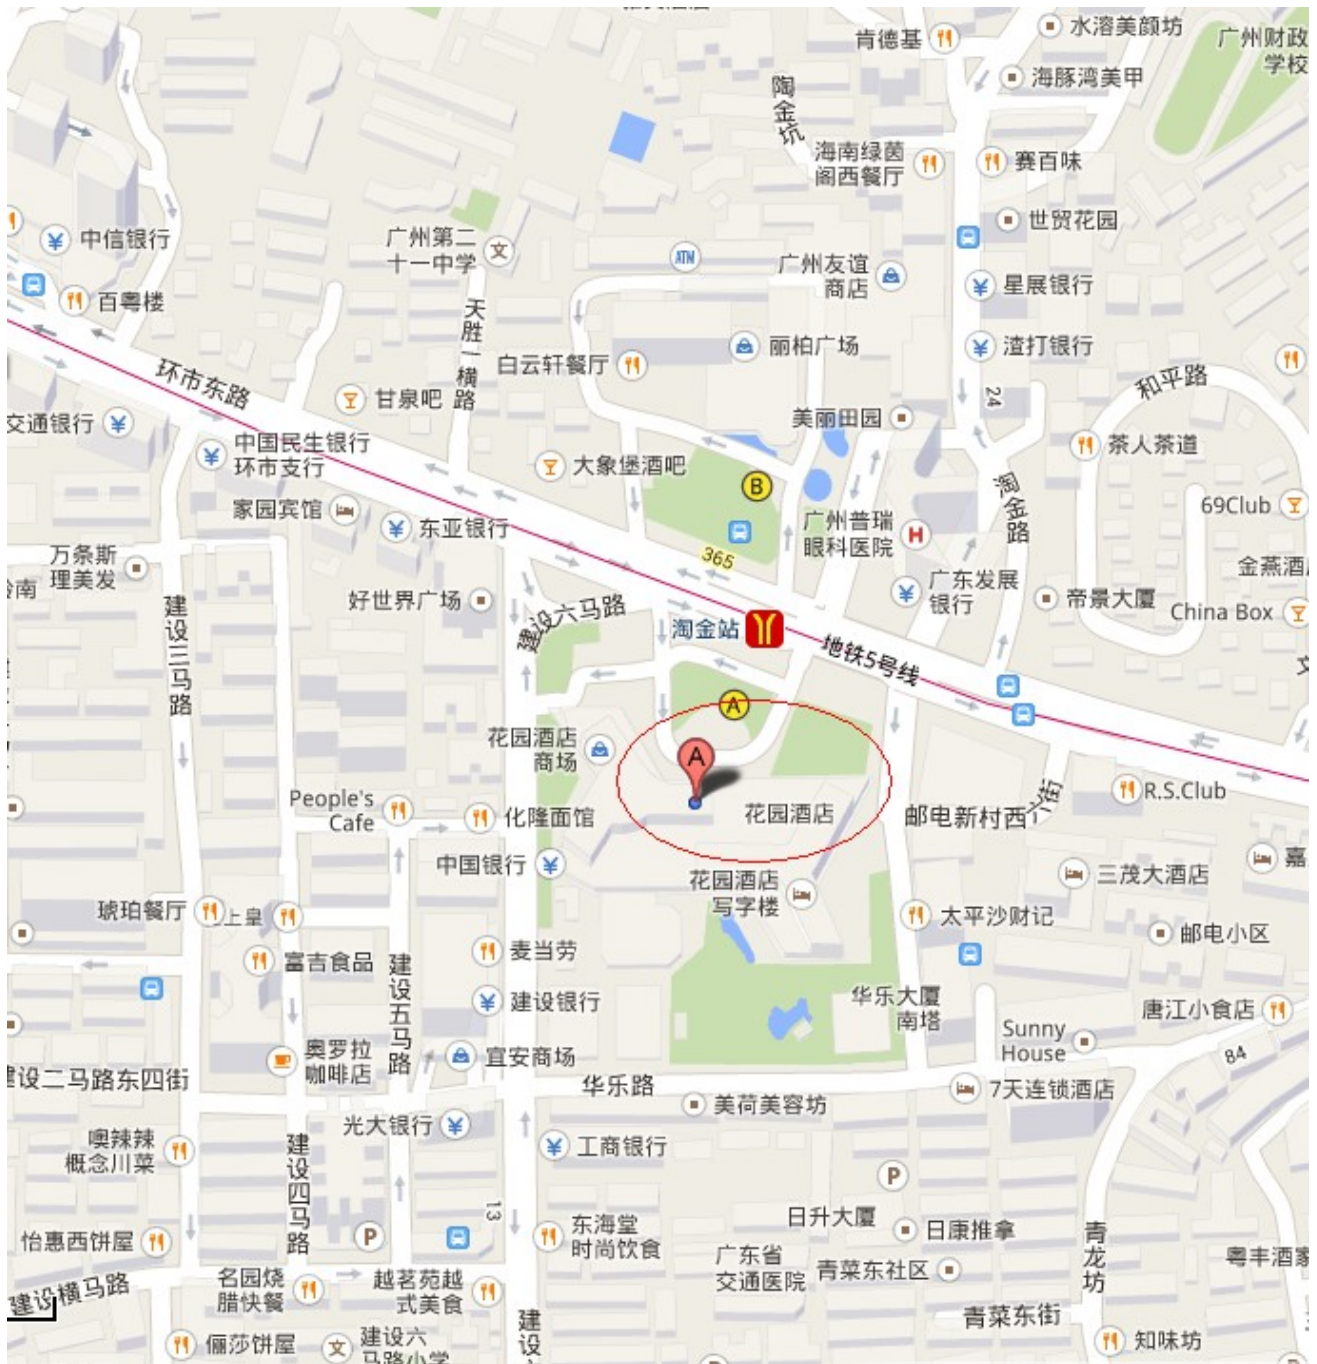 肯德基
水溶美颜坊
广州财政
学校
海豚湾美甲
陶金坑
海南绿茵
阁西餐厅
赛百味
世贸花园
中信银行
广州第二
十一中学
ATM
广州友谊
商店
星展银行
百粤楼
天胜一横路
丽柏广场
渣打银行
白云轩餐厅
环市东路
甘泉吧
和平路
24
交通银行
美丽田园
中国民生银行
环市支行
大象堡酒吧
茶人茶道
B
淘金路
69Club
家园宾馆
东亚银行
广州普瑞
眼科医院
H
365
万条斯
理美发
金燕酒
岭南
广东发展
银行
好世界广场
建设六马路
帝景大厦
China Box
建设三马路
淘金站
地铁5号线
A
花园酒店
商场
A
People's
Cafe
化隆面馆
花园酒店
邮电新村西六街
R.S.Club
中国银行
花园酒店
写字楼
三茂大酒店
嘉
琥珀餐厅
上皇
太平沙财记
邮电小区
富吉食品
麦当劳
建设五马路
建设银行
华乐大厦
南塔
唐江小食店
Sunny
House
奥罗拉
咖啡店
宜安商场
84
建设二马路东四街
华乐路
7天连锁酒店
美荷美容坊
光大银行
噢辣辣
概念川菜
工商银行
建设四马路
P
13
日升大厦
日康推拿
怡惠西饼屋
P
东海堂
时尚饮食
青龙坊
广东省
交通医院
青菜东社区
粤丰酒家
建设横马路
名园烧
腊快餐
越茗苑越
式美食
青菜东街
俪莎饼屋
建设六
马路小学
建设
知味坊